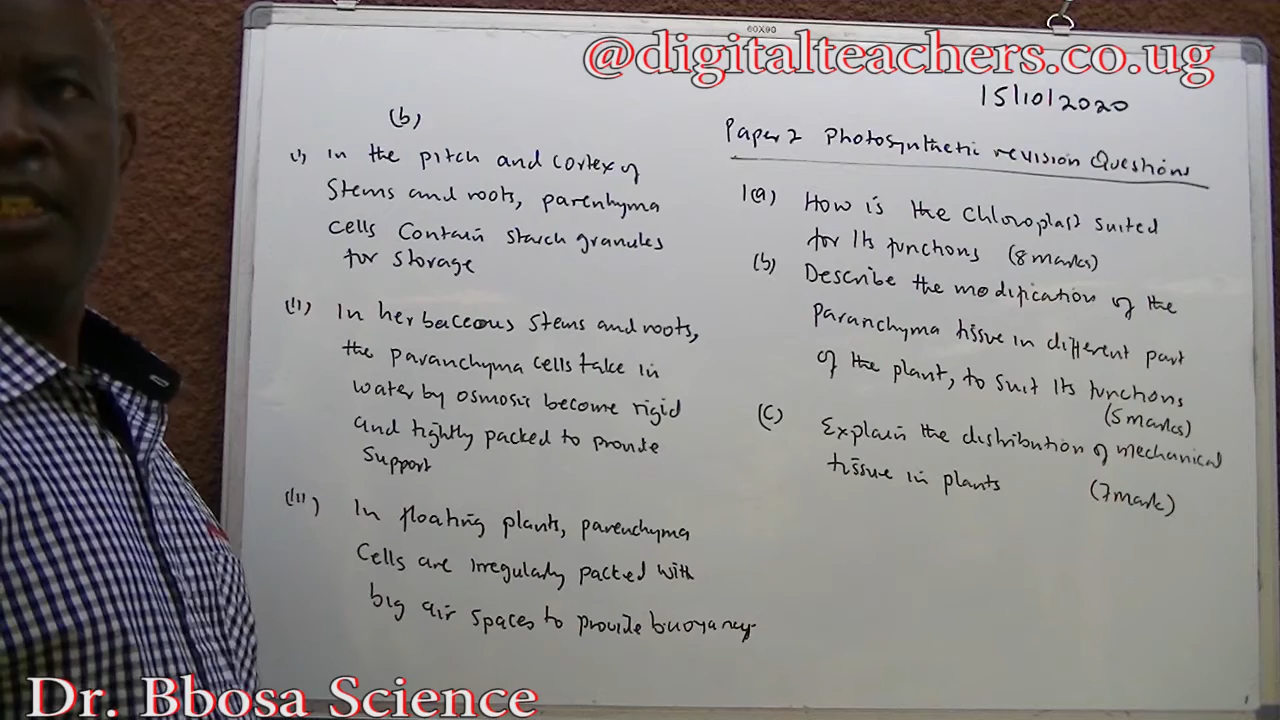 60X90
@digitalteachers.co.ug
15/10/2020
(b)
i) In the pitch and cortex of
stems and roots, parenhyma
cells contain starch granules
for storage
(ii) In herbaceous stems and roots,
the paranchyma cells take in
water by osmosis become rigid
and tightly packed to provide
support
(iii) In floating plants, parenchyma
cells are irregularly packed with
big air spaces to provide buoyancy
Paper 2 Photosynthetic revision Questions
1(a) How is the chloroplast suited
for its functions (8 marks)
(b) Describe the modification of the
paranchyma tissue in different part
of the plant, to suit its functions
(5 marks)
(c) Explain the distribution of mechanical
tissue in plants (7 mark)
Dr. Bbosa Science